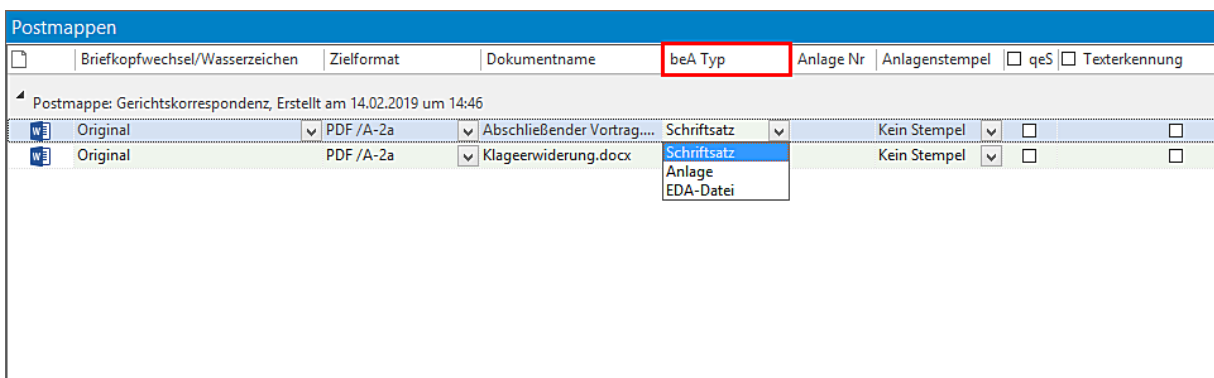 Postmappen
Briefkopfwechsel/Wasserzeichen Zielformat Dokumentname beA Typ Anlage Nr Anlagenstempel qeS Texterkennung
Postmappe: Gerichtskorrespondenz, Erstellt am 14.02.2019 um 14:46
Original PDF /A-2a Abschließender Vortrag.... Schriftsatz Kein Stempel
Original PDF /A-2a Klageerwiderung.docx Schriftsatz Kein Stempel
Anlage
EDA-Datei